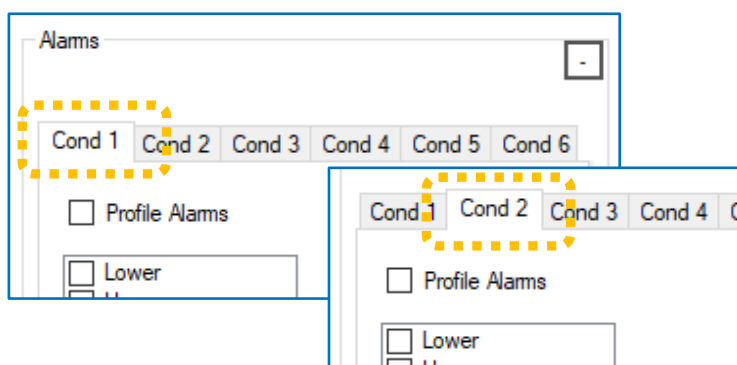 Alarms
-
Cond 1 Cond 2 Cond 3 Cond 4 Cond 5 Cond 6
Profile Alarms
Lower
Cond 1 Cond 2 Cond 3 Cond 4
Profile Alarms
Lower